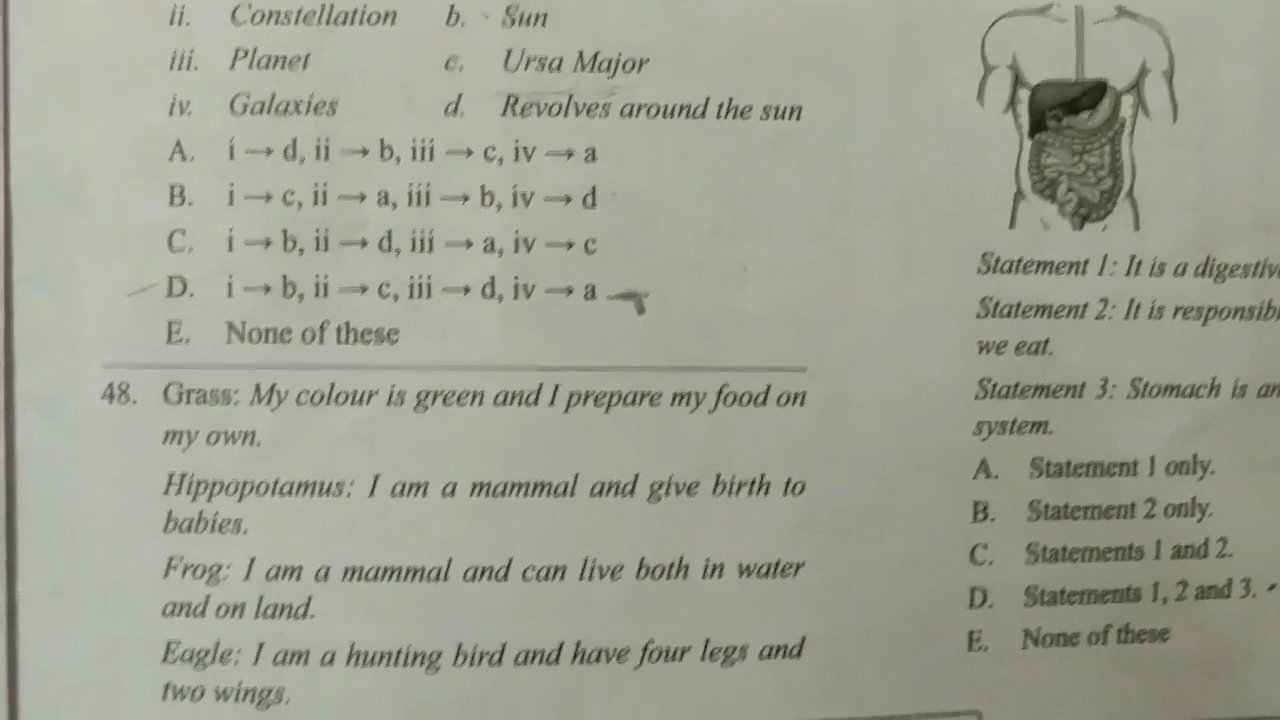 ii. Constellation b. Sun
iii. Planet c. Ursa Major
iv. Galaxies d. Revolves around the sun
A. i → d, ii → b, iii → c, iv → a
B. i → c, ii → a, iii → b, iv → d
C. i → b, ii → d, iii → a, iv → c
D. i → b, ii → c, iii → d, iv → a
E. None of these
48. Grass: My colour is green and I prepare my food on
my own.
Hippopotamus: I am a mammal and give birth to
babies.
Frog: I am a mammal and can live both in water
and on land.
Eagle: I am a hunting bird and have four legs and
two wings.
Statement 1: It is a
Statement 2: It is
we eat.
Statement 3: Stomach is
system.
A. Statement 1 only.
B. Statement 2 only.
C. Statements 1 and 2.
D. Statements 1, 2 and 3.
E. None of these